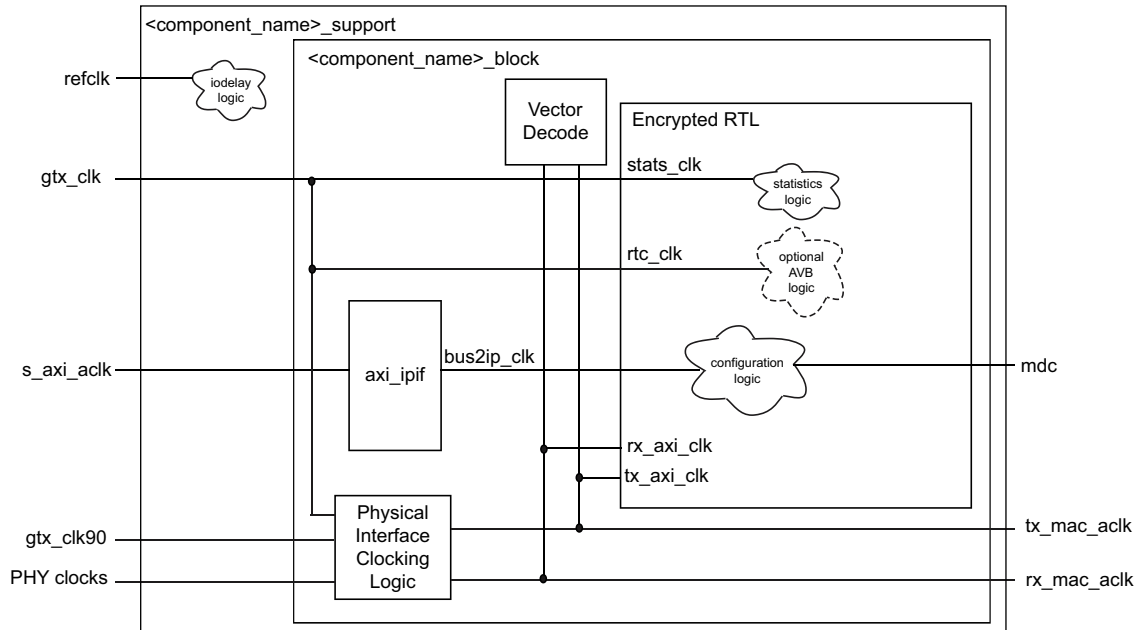 <component_name>_support
<component_name>_block
refclk
iodelay
logic
Vector
Decode
Encrypted RTL
gtx_clk
stats_clk
statistics
logic
rtc_clk
optional
AVB
logic
s_axi_aclk
axi_ipif
bus2ip_clk
configuration
logic
mdc
rx_axi_clk
tx_axi_clk
Physical
Interface
Clocking
Logic
gtx_clk90
PHY clocks
tx_mac_aclk
rx_mac_aclk